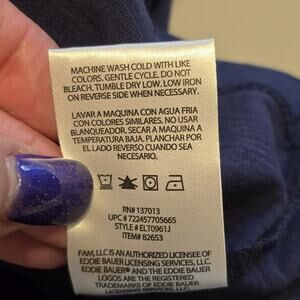 MACHINE WASH COLD WITH LIKE
COLORS. GENTLE CYCLE. DO NOT
BLEACH. TUMBLE DRY LOW. LOW IRON
ON REVERSE SIDE WHEN NECESSARY.
LAVAR A MAQUINA CON AGUA FRIA
CON COLORES SIMILARES. NO USAR
BLANQUEADOR. SECAR A MAQUINA A
TEMPERATURA BAJA. PLANCHAR POR
EL LADO REVERSO CUANDO SEA
NECESARIO.
RN# 137013
UPC #722457705665
STYLE # ELT0961J
ITEM# 82653
FAM, LLC IS AN AUTHORIZED LICENSEE OF
EDDIE BAUER LICENSING SERVICES, LLC.
EDDIE BAUER® AND THE EDDIE BAUER
LOGOS ARE THE REGISTERED
TRADEMARKS OF EDDIE BAUER
LICENSING SERVICES, LLC